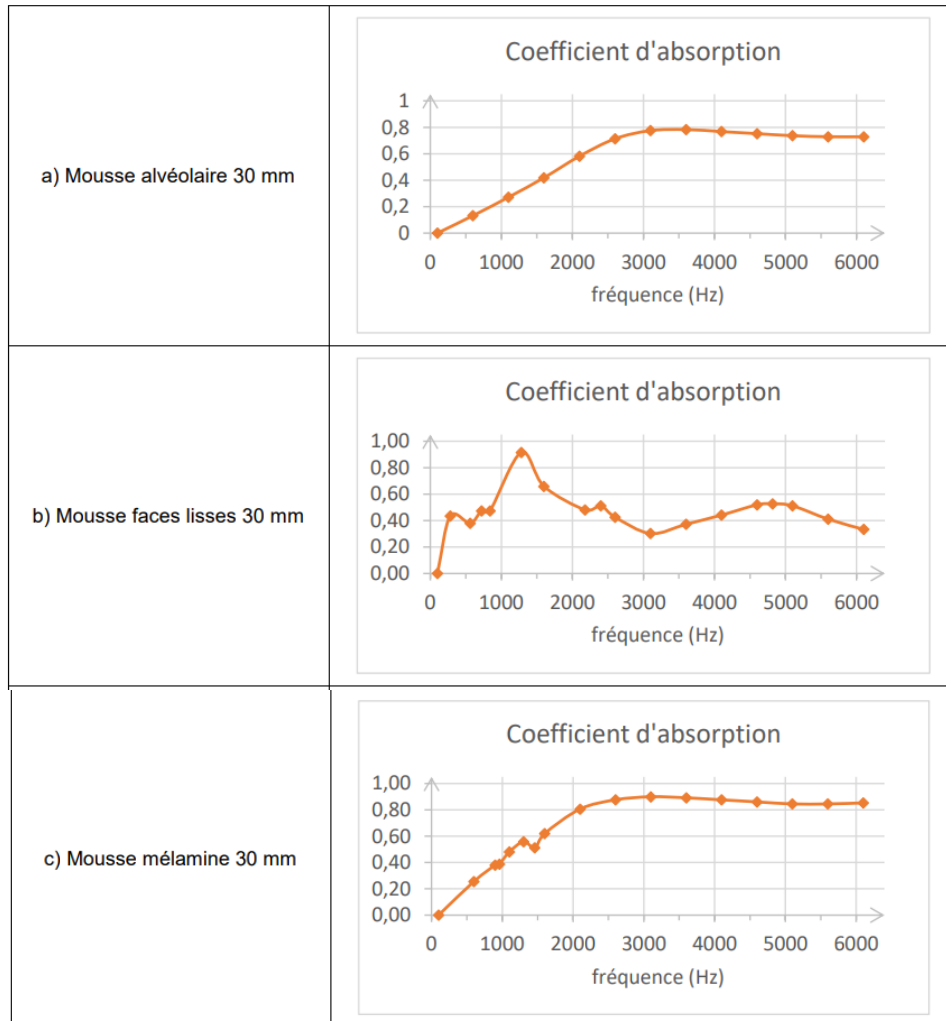 Coefficient d'absorption
1
0,8
0,6
0,4
0,2
0
0 1000 2000 3000 4000 5000 6000
fréquence (Hz)
a) Mousse alvéolaire 30 mm
Coefficient d'absorption
1,00
0,80
0,60
0,40
0,20
0,00
0 1000 2000 3000 4000 5000 6000
fréquence (Hz)
b) Mousse faces lisses 30 mm
Coefficient d'absorption
1,00
0,80
0,60
0,40
0,20
0,00
0 1000 2000 3000 4000 5000 6000
fréquence (Hz)
c) Mousse mélamine 30 mm